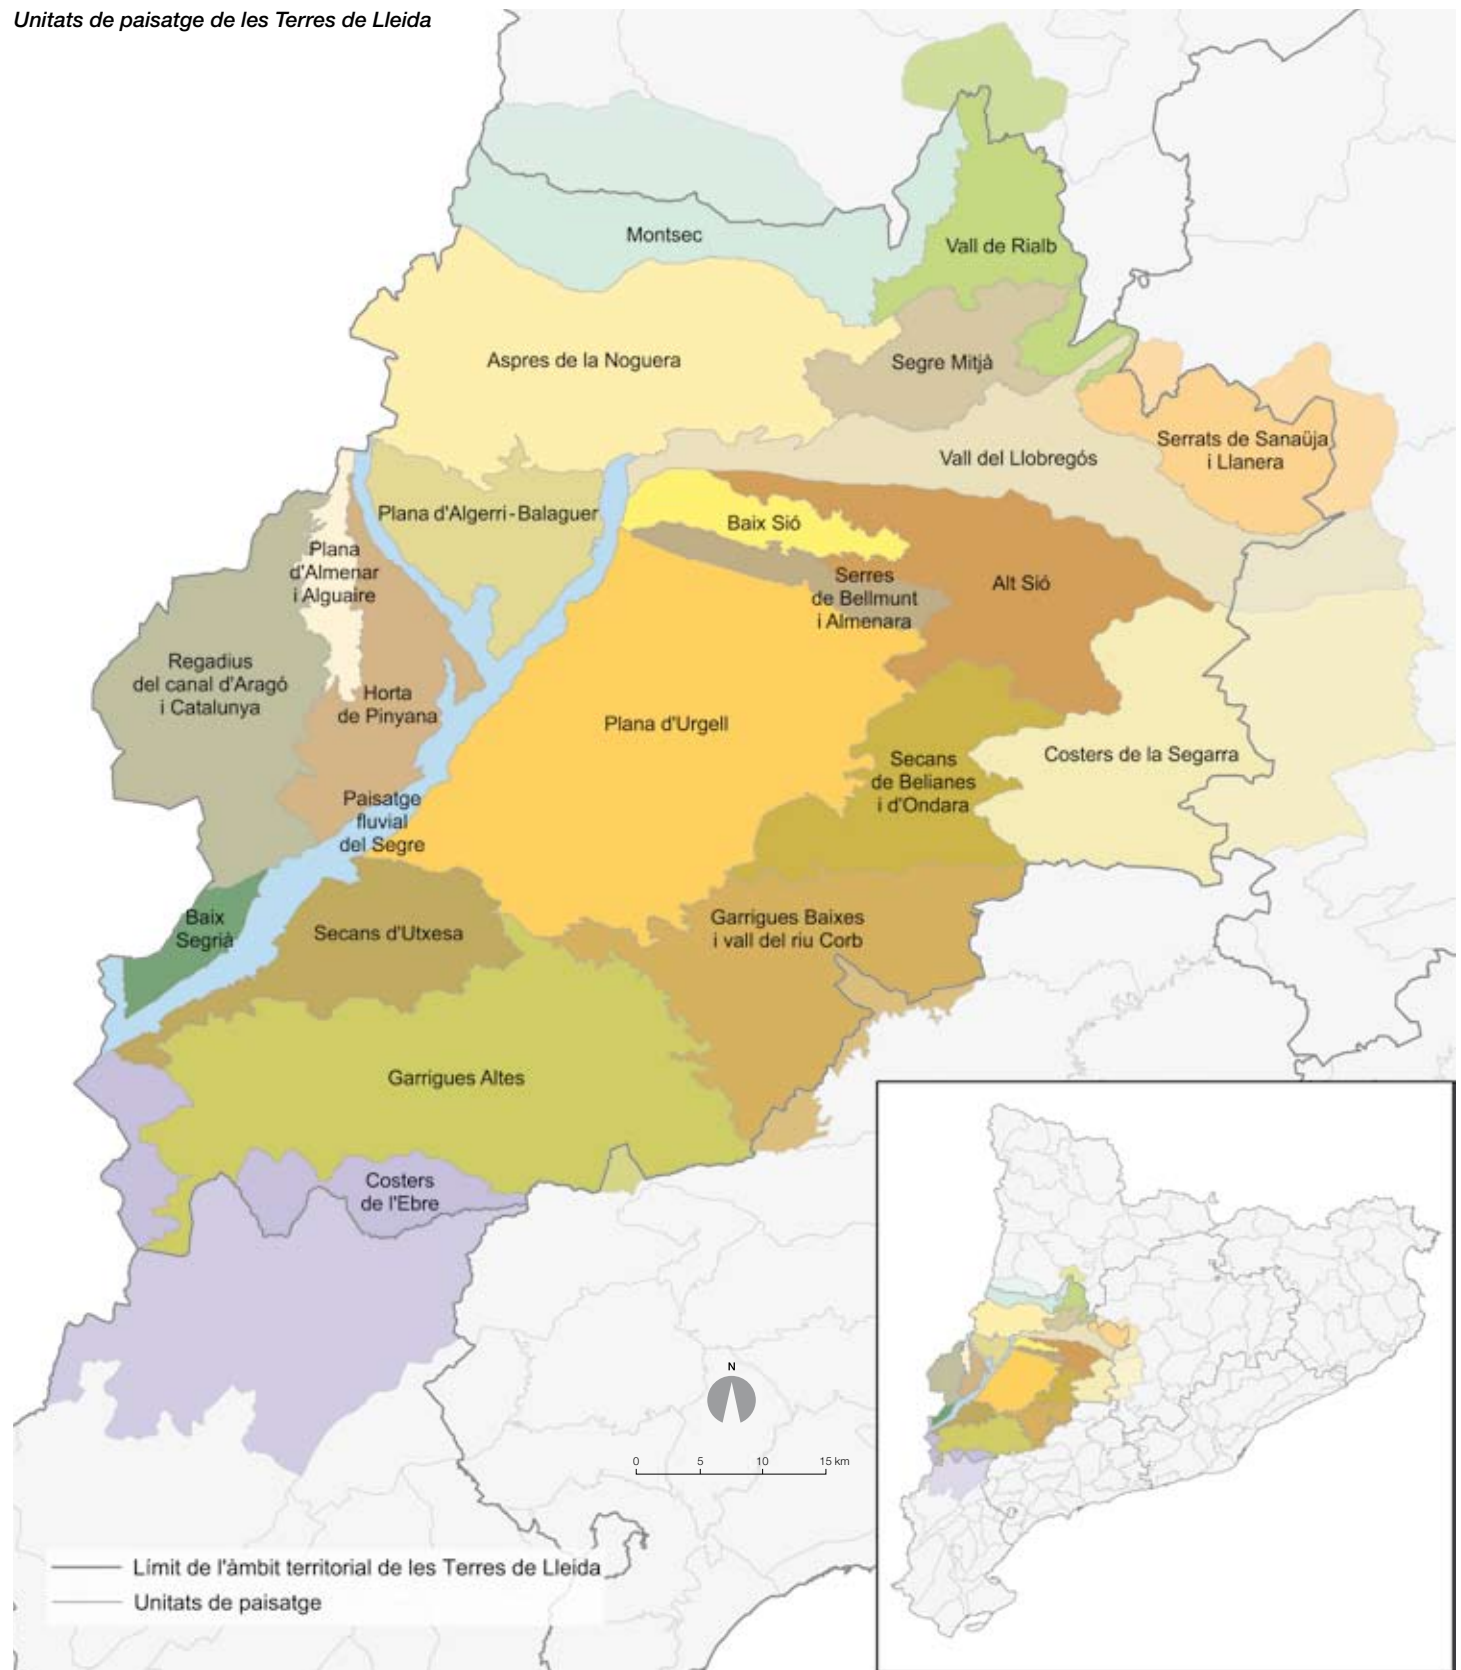 Unitats de paisatge de les Terres de Lleida
Montsec
Vall de Rialb
Aspres de la Noguera
Segre Mitjà
Serrats de Sanaüja
i Llanera
Vall del Llobregós
Plana d'Algerri-Balaguer
Baix Sió
Plana
d'Almenar
i Alguaire
Serres
de Bellmunt
i Almenara
Alt Sió
Regadius
del canal d'Aragó
i Catalunya
Horta
de Pinyana
Plana d'Urgell
Costers de la Segarra
Secans
de Belianes
i d'Ondara
Paisatge
fluvial
del Segre
Baix
Segrià
Secans d'Utxesa
Garrigues Baixes
i vall del riu Corb
Garrigues Altes
Costers
de l'Ebre
N
0 5 10 15 km
Límit de l'àmbit territorial de les Terres de Lleida
Unitats de paisatge